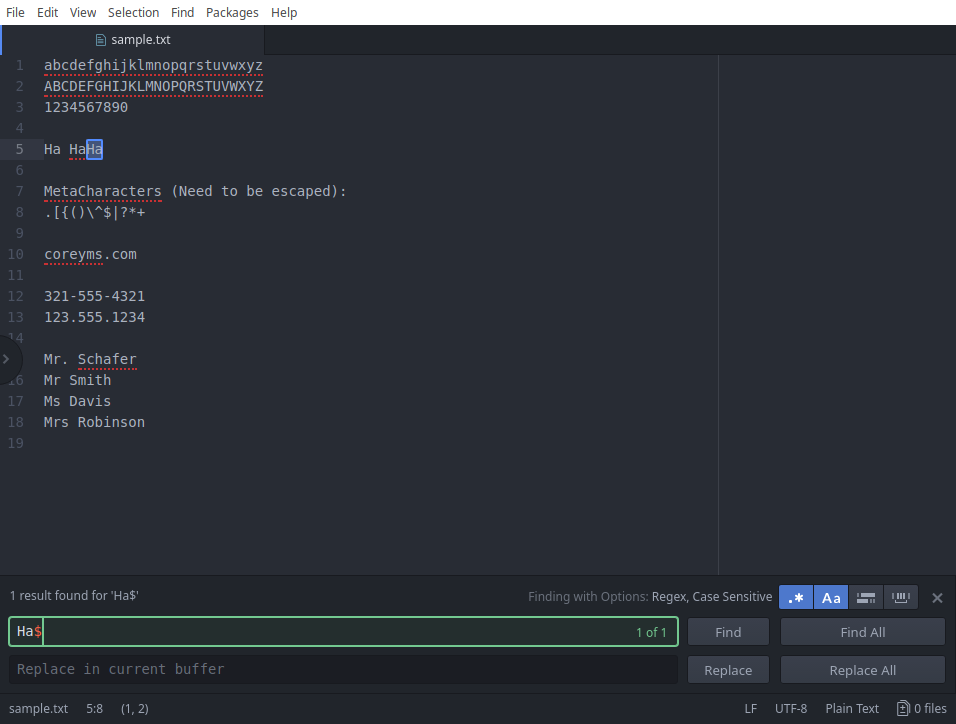 File Edit View Selection Find Packages Help
sample.txt
1 abcdefghijklmnopqrstuvwxyz
2 ABCDEFGHIJKLMNOPQRSTUVWXYZ
3 1234567890
4
5 Ha HaHa
6
7 MetaCharacters (Need to be escaped):
8 .[{()\^$|?*+
9
10 coreyms.com
11
12 321-555-4321
13 123.555.1234
14
Mr. Schafer
16 Mr Smith
17 Ms Davis
18 Mrs Robinson
19
1 result found for 'Ha$' Finding with Options: Regex, Case Sensitive .* Aa
Ha$ 1 of 1 Find Find All
Replace in current buffer Replace Replace All
sample.txt 5:8 (1, 2) LF UTF-8 Plain Text 0 files